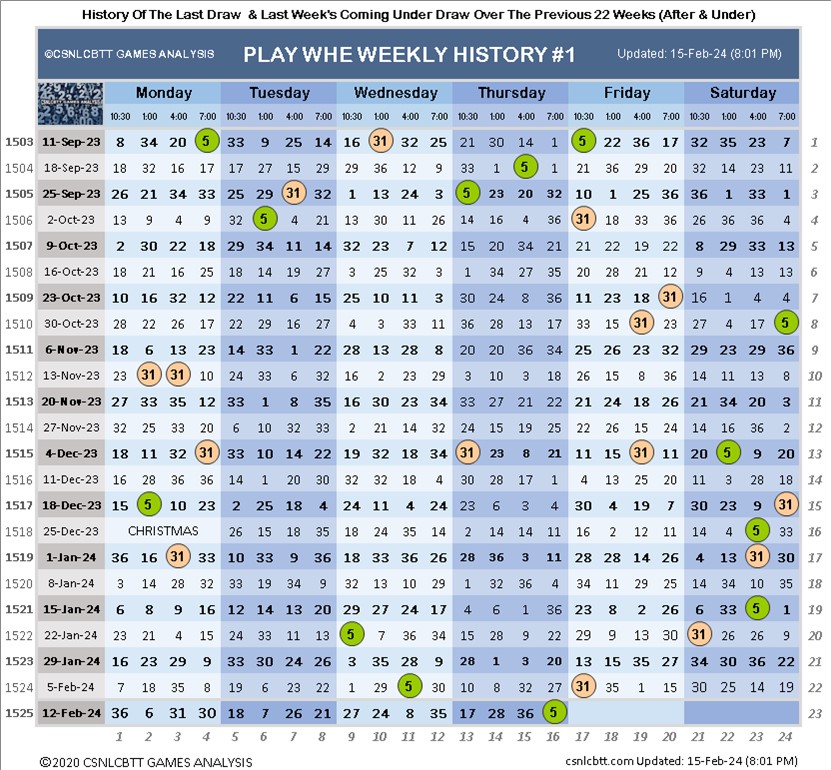 History Of The Last Draw & Last Week's Coming Under Draw Over The Previous 22 Weeks (After & Under)
©CSNLCBTT GAMES ANALYSIS PLAY WHE WEEKLY HISTORY #1 Updated: 15-Feb-24 (8:01 PM)
Monday Tuesday Wednesday Thursday Friday Saturday
10:30 1:00 4:00 7:00 10:30 1:00 4:00 7:00 10:30 1:00 4:00 7:00 10:30 1:00 4:00 7:00 10:30 1:00 4:00 7:00 10:30 1:00 4:00 7:00
1503 11-Sep-23 8 34 20 5 33 9 25 14 16 31 32 25 21 30 14 1 5 22 36 17 32 35 23 7 1
1504 18-Sep-23 18 32 16 17 17 27 15 29 29 36 12 9 33 1 5 1 21 36 29 20 32 14 23 11 2
1505 25-Sep-23 26 21 34 33 25 29 31 32 1 13 24 3 5 23 20 32 10 1 25 36 36 1 33 1 3
1506 2-Oct-23 13 9 4 9 32 5 4 21 13 30 11 26 14 16 4 36 31 18 33 36 26 36 36 4 4
1507 9-Oct-23 2 30 22 18 29 34 11 14 32 23 7 12 15 20 34 21 21 22 19 22 8 29 33 13 5
1508 16-Oct-23 18 21 16 25 18 14 19 27 3 25 32 3 1 34 27 35 20 28 21 12 9 4 13 13 6
1509 23-Oct-23 10 16 32 12 22 11 6 15 25 10 11 3 30 24 8 36 11 23 18 31 16 1 4 4 7
1510 30-Oct-23 28 22 26 17 22 29 16 27 4 3 33 11 36 28 13 17 33 15 31 23 27 4 17 5 8
1511 6-Nov-23 18 6 13 23 14 33 1 22 28 13 28 8 20 20 36 34 25 26 23 32 29 23 29 36 9
1512 13-Nov-23 23 31 31 10 24 33 6 32 16 2 23 29 3 10 3 18 26 15 8 36 14 11 13 8 10
1513 20-Nov-23 27 33 35 12 33 1 8 35 16 30 23 34 33 27 21 22 21 24 18 27 21 34 20 3 11
1514 27-Nov-23 32 25 33 20 6 10 32 33 2 21 14 32 24 15 19 25 22 24 15 29 14 16 36 2 12
1515 4-Dec-23 18 11 32 31 33 10 14 22 19 32 18 34 31 23 8 21 11 15 31 11 20 5 9 20 13
1516 11-Dec-23 16 28 36 36 14 1 20 30 32 32 18 4 30 28 17 1 4 13 25 20 11 3 28 18 14
1517 18-Dec-23 15 5 10 23 2 25 18 4 24 11 4 24 23 6 3 4 30 4 19 7 30 23 9 31 15
1518 25-Dec-23 CHRISTMAS 26 15 18 35 18 24 35 14 2 14 14 11 16 2 12 11 14 4 5 33 16
1519 1-Jan-24 36 16 31 33 10 33 9 36 18 33 36 26 28 36 3 11 28 29 14 26 4 13 31 30 17
1520 8-Jan-24 3 14 28 32 33 19 34 9 32 13 10 29 1 32 36 4 34 11 29 25 14 34 10 35 18
1521 15-Jan-24 6 8 9 16 12 14 13 20 29 27 24 17 4 6 1 36 23 8 2 26 6 33 5 1 19
1522 22-Jan-24 23 21 4 15 24 33 11 13 5 7 36 34 15 28 9 22 29 9 13 30 31 26 26 9 20
1523 29-Jan-24 16 23 29 9 33 30 24 26 3 35 28 9 28 1 3 20 13 15 35 27 34 30 36 22 21
1524 5-Feb-24 7 18 35 8 19 6 23 22 1 29 5 30 10 8 32 27 31 35 1 15 30 25 14 19 22
1525 12-Feb-24 36 6 31 30 18 7 26 21 27 24 8 35 17 28 36 5 23
1 2 3 4 5 6 7 8 9 10 11 12 13 14 15 16 17 18 19 20 21 22 23 24
©2020 CSNLCBTT GAMES ANALYSIS csnlcbtt.com Updated: 15-Feb-24 (8:01 PM)